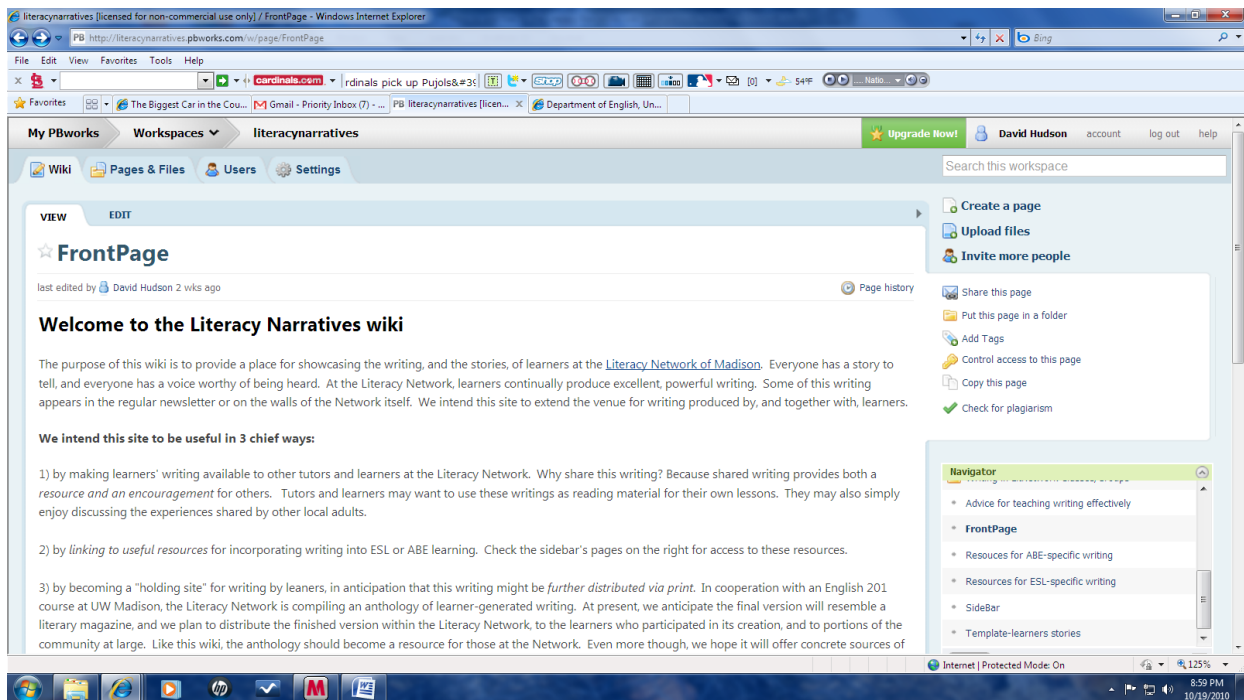 literacynarratives [licensed for non-commercial use only] / FrontPage - Windows Internet Explorer
PB http://literacynarratives.pbworks.com/w/page/FrontPage
Bing
File Edit View Favorites Tools Help
cardinals.com rdinals pick up Pujols&#39 [0] 54°F .... Natio...
Favorites The Biggest Car in the Cou... Gmail - Priority Inbox (7) - ... PB literacynarratives [licen... X Department of English, Un...
My PBworks Workspaces literacynarratives Upgrade Now! David Hudson account log out help
Wiki Pages & Files Users Settings
Search this workspace
VIEW EDIT
FrontPage
last edited by David Hudson 2 wks ago Page history
Welcome to the Literacy Narratives wiki
The purpose of this wiki is to provide a place for showcasing the writing, and the stories, of learners at the Literacy Network of Madison. Everyone has a story to
tell, and everyone has a voice worthy of being heard. At the Literacy Network, learners continually produce excellent, powerful writing. Some of this writing
appears in the regular newsletter or on the walls of the Network itself. We intend this site to extend the venue for writing produced by, and together with, learners.
We intend this site to be useful in 3 chief ways:
1) by making learners' writing available to other tutors and learners at the Literacy Network. Why share this writing? Because shared writing provides both a
resource and an encouragement for others. Tutors and learners may want to use these writings as reading material for their own lessons. They may also simply
enjoy discussing the experiences shared by other local adults.
2) by linking to useful resources for incorporating writing into ESL or ABE learning. Check the sidebar's pages on the right for access to these resources.
3) by becoming a "holding site" for writing by leaners, in anticipation that this writing might be further distributed via print. In cooperation with an English 201
course at UW Madison, the Literacy Network is compiling an anthology of learner-generated writing. At present, we anticipate the final version will resemble a
literary magazine, and we plan to distribute the finished version within the Literacy Network, to the learners who participated in its creation, and to portions of the
community at large. Like this wiki, the anthology should become a resource for those at the Network. Even more though, we hope it will offer concrete sources of
Create a page
Upload files
Invite more people
Share this page
Put this page in a folder
Add Tags
Control access to this page
Copy this page
Check for plagiarism
Navigator
Advice for teaching writing effectively
FrontPage
Resouces for ABE-specific writing
Resources for ESL-specific writing
SideBar
Template-learners stories
Internet | Protected Mode: On 125%
8:59 PM
10/19/2010